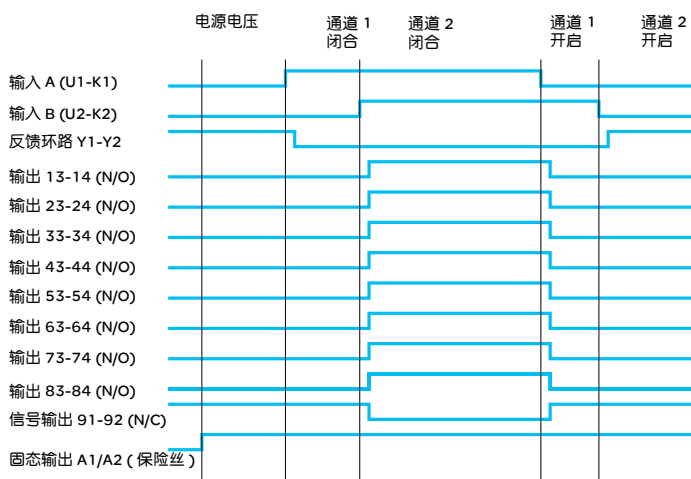 电源电压
通道 1
闭合
通道 2
闭合
通道 1
开启
通道 2
开启
输入 A (U1-K1)
输入 B (U2-K2)
反馈环路 Y1-Y2
输出 13-14 (N/O)
输出 23-24 (N/O)
输出 33-34 (N/O)
输出 43-44 (N/O)
输出 53-54 (N/O)
输出 63-64 (N/O)
输出 73-74 (N/O)
输出 83-84 (N/O)
信号输出 91-92 (N/C)
固态输出 A1/A2 ( 保险丝 )